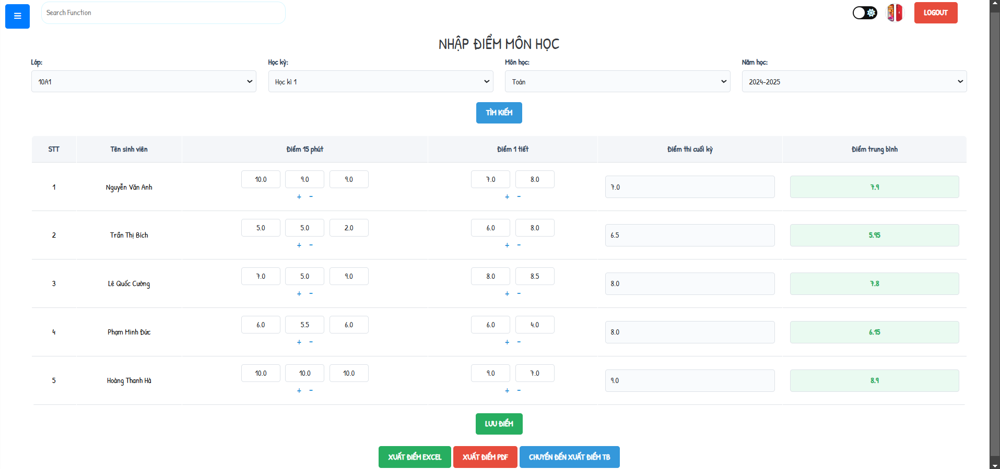 Search Function
LOGOUT
NHẬP ĐIỂM MÔN HỌC
Lớp: Học kỳ: Môn học: Năm học:
10A1 Học kì 1 Toán 2024-2025
TÌM KIẾM
STT Tên sinh viên Điểm 15 phút Điểm 1 tiết Điểm thi cuối kỳ Điểm trung bình
1 Nguyễn Văn Anh 10.0 9.0 9.0 7.0 8.0 7.0 7.9
+ - + -
2 Trần Thị Bích 5.0 5.0 2.0 6.0 8.0 6.5 5.95
+ - + -
3 Lê Quốc Cường 7.0 5.0 9.0 8.0 8.5 8.0 7.8
+ - + -
4 Phạm Minh Đức 6.0 5.5 6.0 6.0 4.0 8.0 6.15
+ - + -
5 Hoàng Thanh Hà 10.0 10.0 10.0 9.0 7.0 9.0 8.9
+ - + -
LƯU ĐIỂM
XUẤT ĐIỂM EXCEL XUẤT ĐIỂM PDF CHUYỂN ĐẾN XUẤT ĐIỂM TB